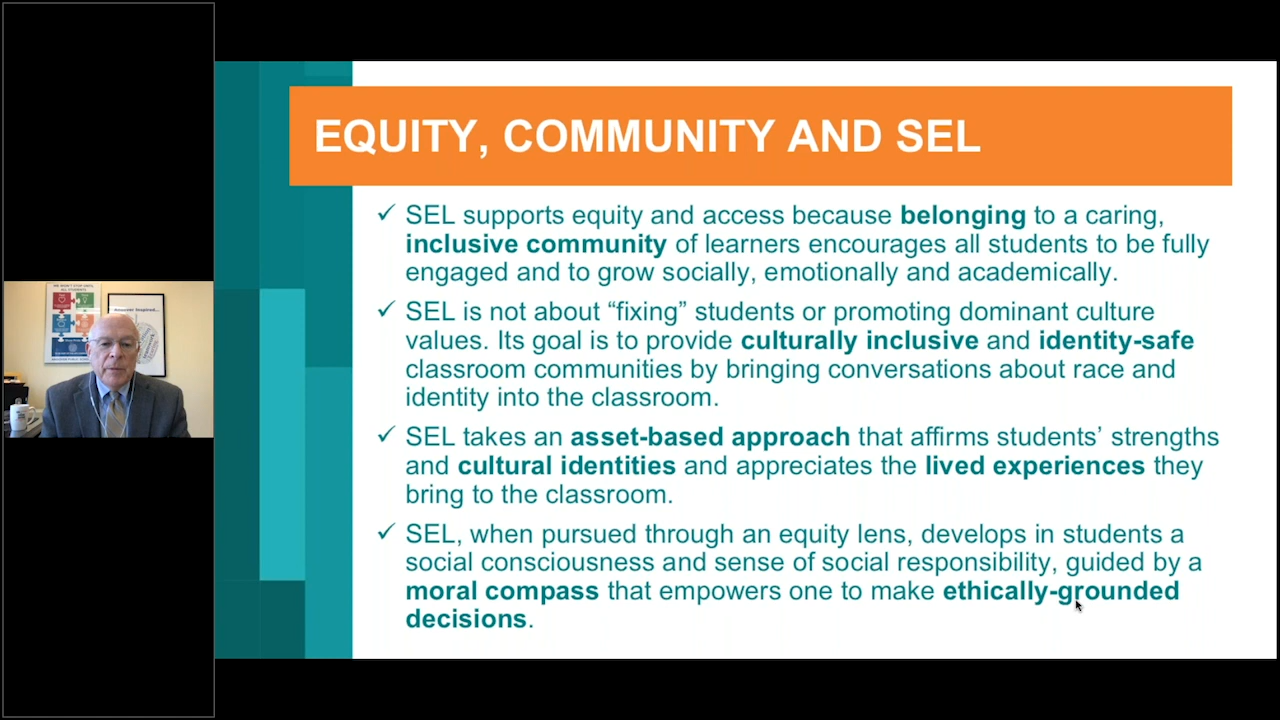 EQUITY, COMMUNITY AND SEL
✓ SEL supports equity and access because belonging to a caring,
inclusive community of learners encourages all students to be fully
engaged and to grow socially, emotionally and academically.
✓ SEL is not about “fixing” students or promoting dominant culture
values. Its goal is to provide culturally inclusive and identity-safe
classroom communities by bringing conversations about race and
identity into the classroom.
✓ SEL takes an asset-based approach that affirms students’ strengths
and cultural identities and appreciates the lived experiences they
bring to the classroom.
✓ SEL, when pursued through an equity lens, develops in students a
social consciousness and sense of social responsibility, guided by a
moral compass that empowers one to make ethically-grounded
decisions.